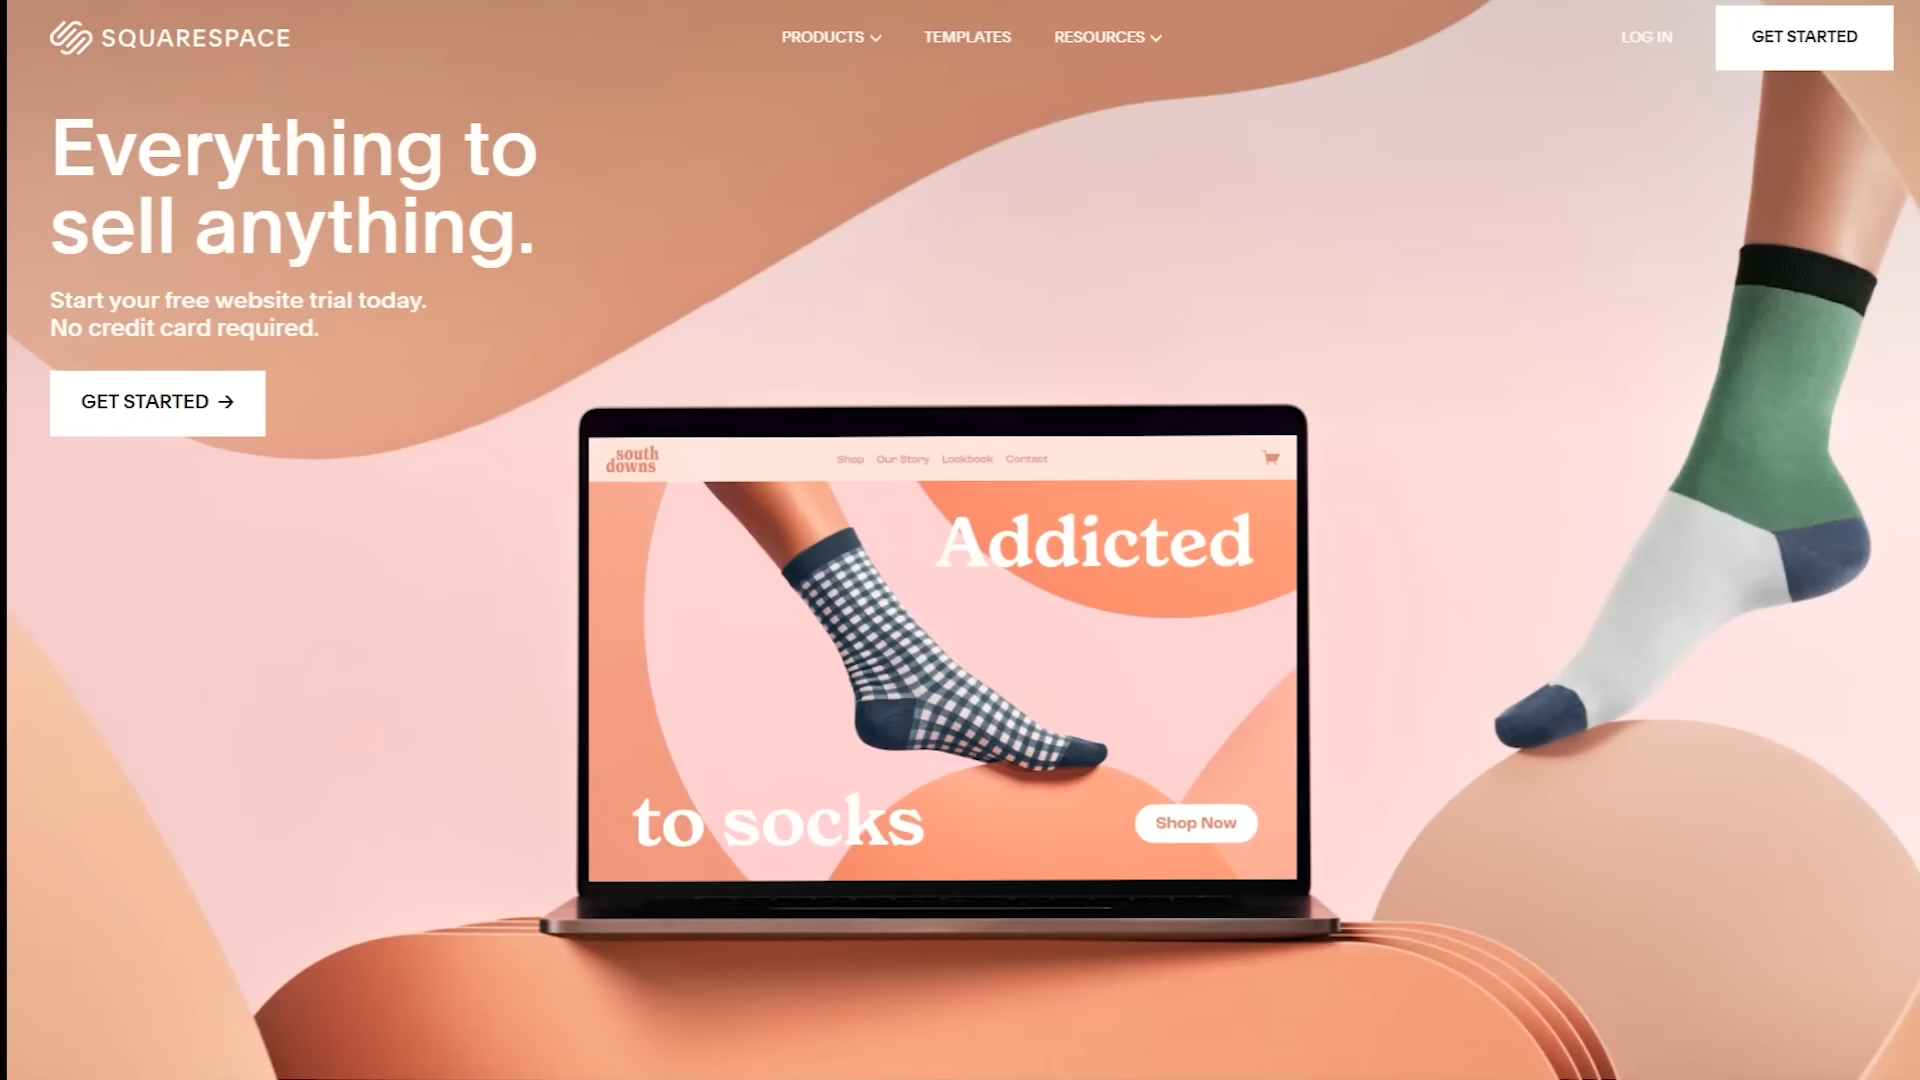 SQUARESPACE
PRODUCTS
TEMPLATES
RESOURCES
LOG IN
GET STARTED
Everything to
sell anything.
Start your free website trial today.
No credit card required.
GET STARTED →
south
downs
Shop
Our Story
Lookbook
Contact
Addicted
to socks
Shop Now